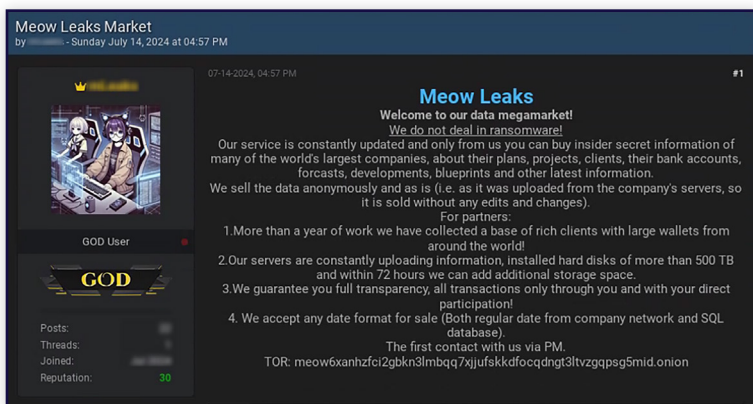 Meow Leaks Market
by - Sunday July 14, 2024 at 04:57 PM
07-14-2024, 04:57 PM
#1
Meow Leaks
Welcome to our data megamarket!
We do not deal in ransomware!
Our service is constantly updated and only from us you can buy insider secret information of
many of the world's largest companies, about their plans, projects, clients, their bank accounts,
forcasts, developments, blueprints and other latest information.
We sell the data anonymously and as is (i.e. as it was uploaded from the company's servers, so
it is sold without any edits and changes).
For partners:
1.More than a year of work we have collected a base of rich clients with large wallets from
around the world!
2.Our servers are constantly uploading information, installed hard disks of more than 500 TB
and within 72 hours we can add additional storage space.
3.We guarantee you full transparency, all transactions only through you and with your direct
participation!
4. We accept any date format for sale (Both regular date from company network and SQL
database).
The first contact with us via PM.
TOR: meow6xanhzfci2gbkn3lmbqq7xjjufskkdfocqdngt3ltvzgqpsg5mid.onion
GOD User
GOD
Posts:
Threads:
Joined:
Reputation: 30